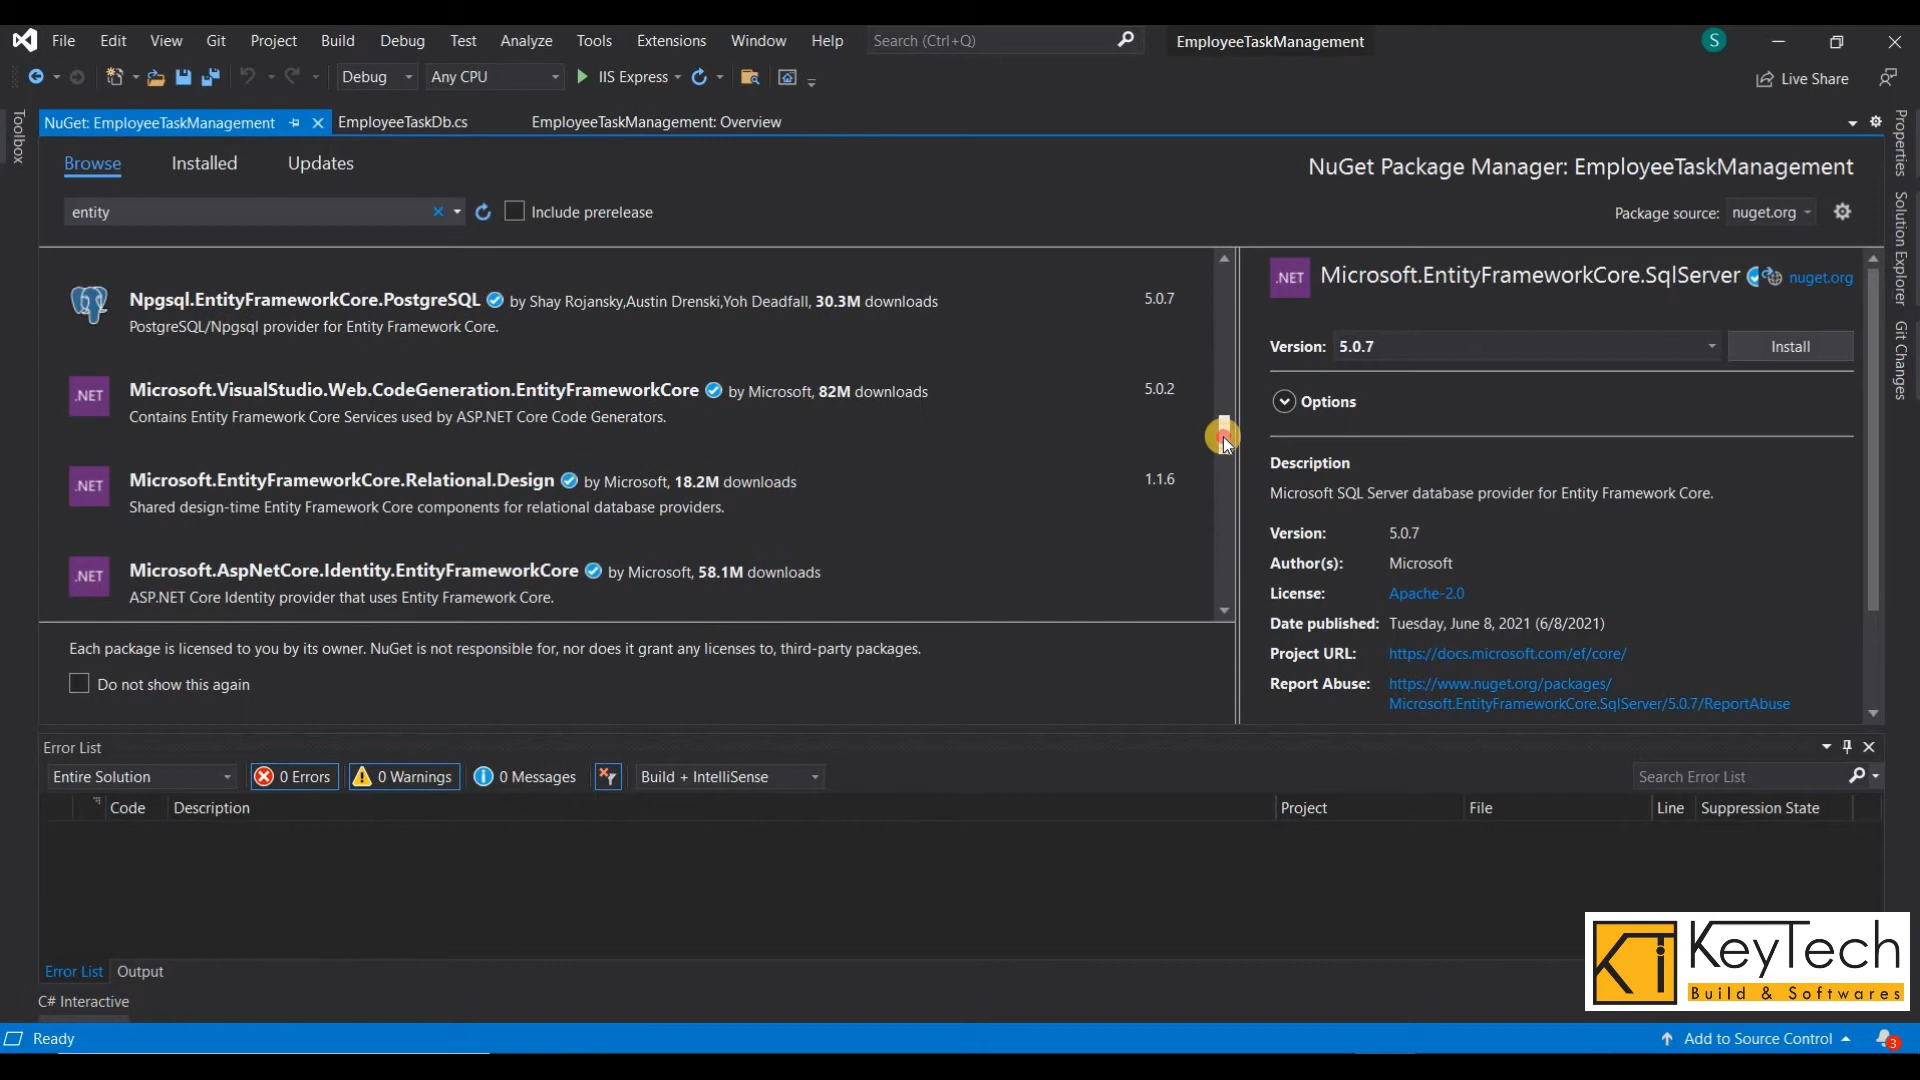 File Edit View Git Project Build Debug Test Analyze Tools Extensions Window Help Search (Ctrl+Q) EmployeeTaskManagement S
Debug Any CPU IIS Express Live Share
NuGet: EmployeeTaskManagement EmployeeTaskDb.cs EmployeeTaskManagement: Overview
Toolbox
Properties
Solution Explorer
Git Changes
Browse Installed Updates
NuGet Package Manager: EmployeeTaskManagement
entity Include prerelease
Package source: nuget.org
Npgsql.EntityFrameworkCore.PostgreSQL by Shay Rojansky,Austin Drenski,Yoh Deadfall, 30.3M downloads 5.0.7
PostgreSQL/Npgsql provider for Entity Framework Core.
.NET Microsoft.VisualStudio.Web.CodeGeneration.EntityFrameworkCore by Microsoft, 82M downloads 5.0.2
Contains Entity Framework Core Services used by ASP.NET Core Code Generators.
.NET Microsoft.EntityFrameworkCore.Relational.Design by Microsoft, 18.2M downloads 1.1.6
Shared design-time Entity Framework Core components for relational database providers.
.NET Microsoft.AspNetCore.Identity.EntityFrameworkCore by Microsoft, 58.1M downloads
ASP.NET Core Identity provider that uses Entity Framework Core.
Each package is licensed to you by its owner. NuGet is not responsible for, nor does it grant any licenses to, third-party packages.
Do not show this again
.NET Microsoft.EntityFrameworkCore.SqlServer nuget.org
Version: 5.0.7 Install
Options
Description
Microsoft SQL Server database provider for Entity Framework Core.
Version: 5.0.7
Author(s): Microsoft
License: Apache-2.0
Date published: Tuesday, June 8, 2021 (6/8/2021)
Project URL: https://docs.microsoft.com/ef/core/
Report Abuse: https://www.nuget.org/packages/
Microsoft.EntityFrameworkCore.SqlServer/5.0.7/ReportAbuse
Error List
Entire Solution 0 Errors 0 Warnings 0 Messages Build + IntelliSense Search Error List
Code Description Project File Line Suppression State
Error List Output
C# Interactive
KeyTech
Build & Softwares
Ready Add to Source Control 3